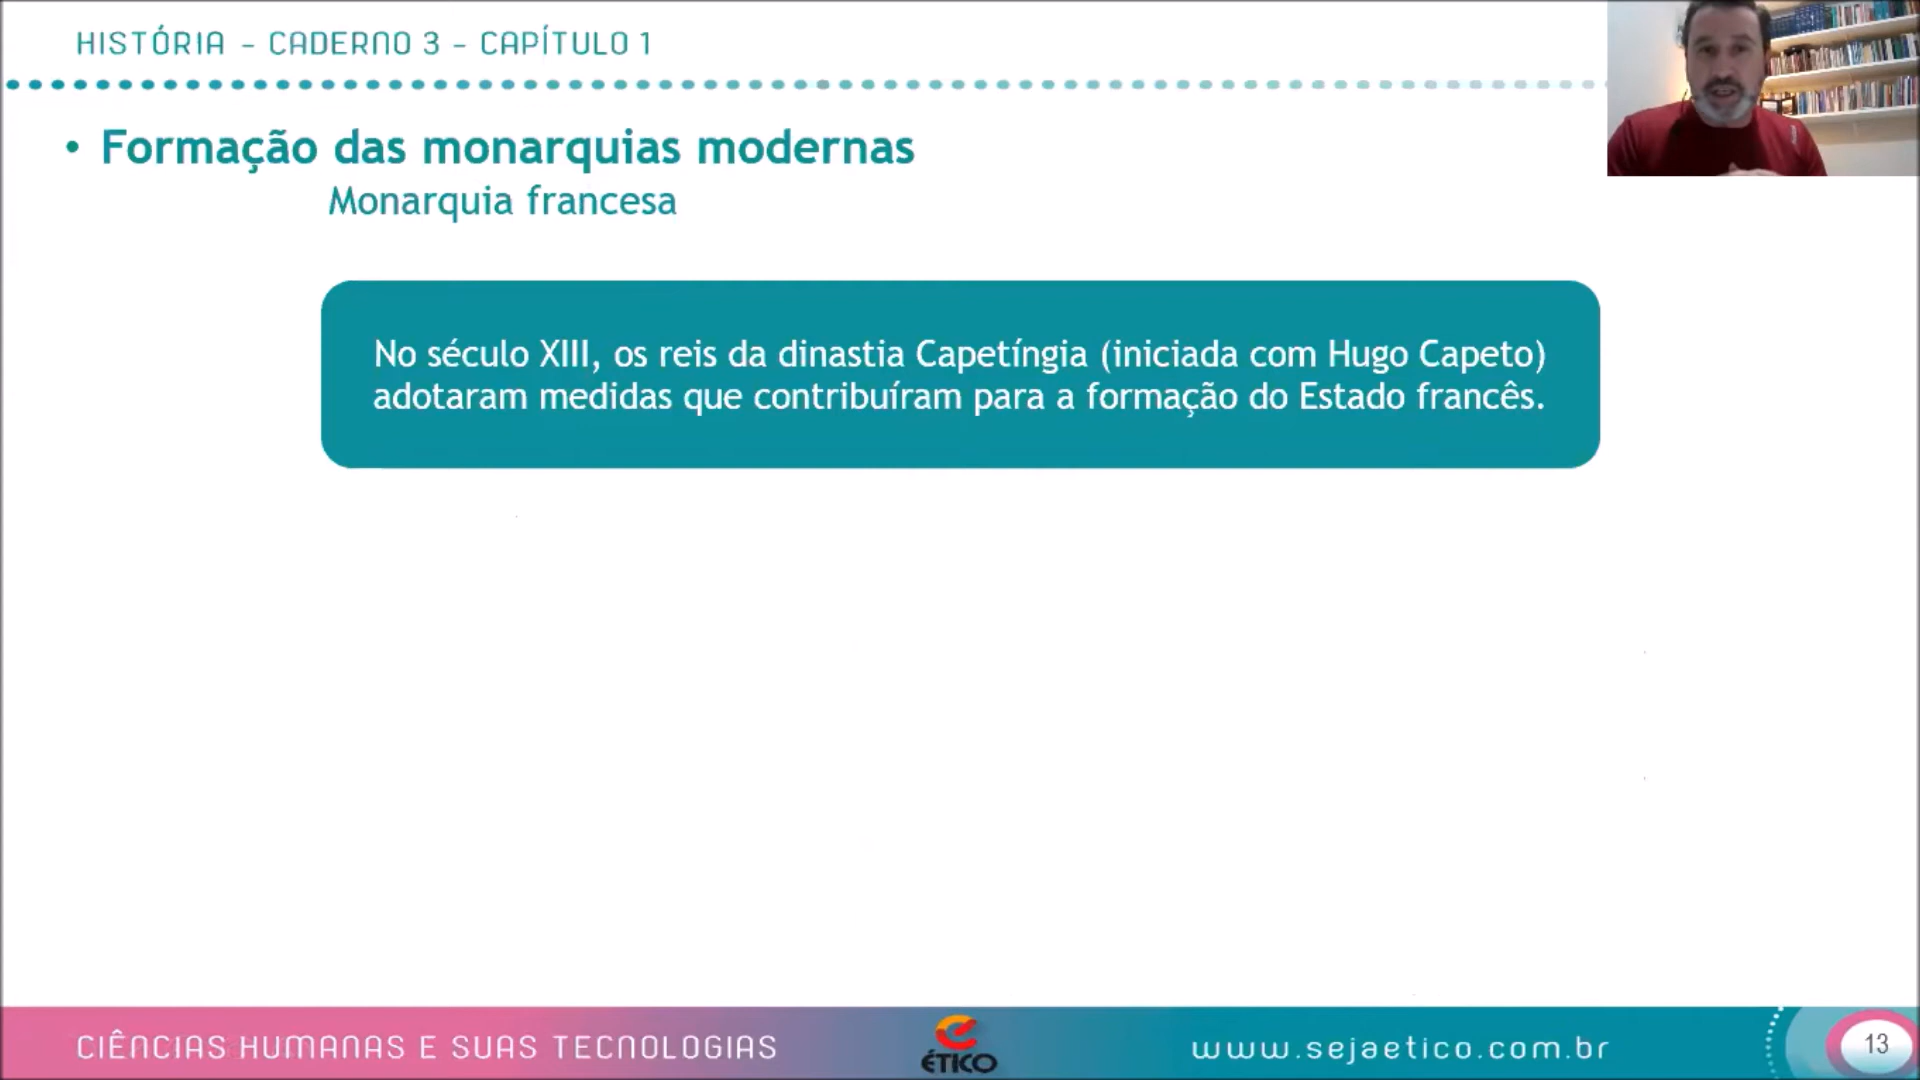 HISTÓRIA - CADERNO 3 - CAPÍTULO 1
• Formação das monarquias modernas
Monarquia francesa
No século XIII, os reis da dinastia Capetíngia (iniciada com Hugo Capeto)
adotaram medidas que contribuíram para a formação do Estado francês.
CIÊNCIAS HUMANAS E SUAS TECNOLOGIAS
ÉTICO
www.sejaetico.com.br
13